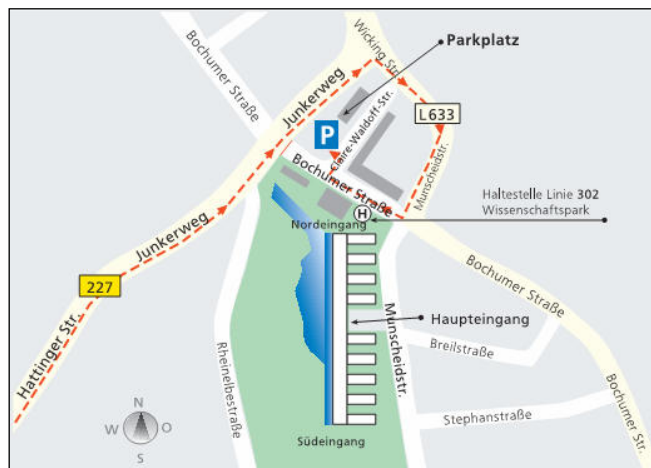 Wicking Str.
Parkplatz
Bochumer Straße
Junkerweg
L633
P
Claire-Waldoff-Str.
Munscheidstr.
Bochumer Straße
Haltestelle Linie 302
Wissenschaftspark
H
Nordeingang
Junkerweg
227
Bochumer Straße
Hattinger Str.
Munscheidstr.
Haupteingang
Breilstraße
Rheinelbestraße
Stephanstraße
Bochumer Str.
N
W
O
S
Südeingang